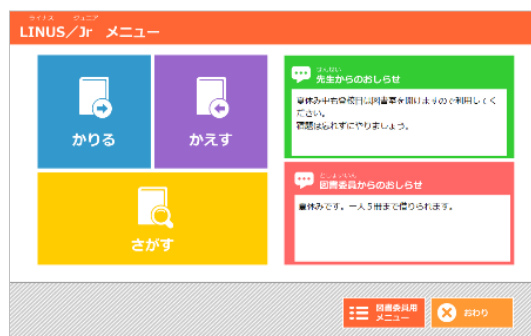 ライナス ジュニア
LINUS/Jr メニュー
かりる
かえす
さがす
せんせい
先生からのおしらせ
夏休み中も登校日は図書室を開けますので利用してく
ださい。
宿題は忘れずにやりましょう。
としょいいん
図書委員からのおしらせ
夏休みです。一人5冊まで借りられます。
図書委員用
メニュー
おわり